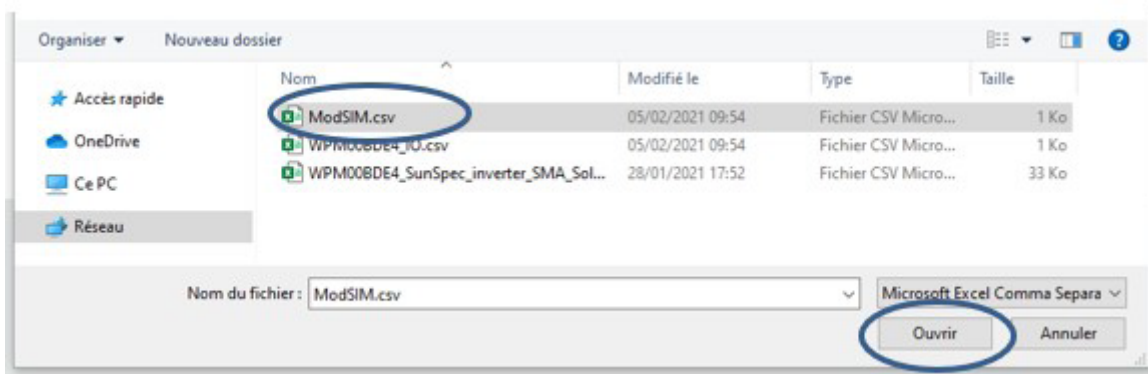 Organiser Nouveau dossier
Nom Modifié le Type Taille
Accès rapide
ModSIM.csv 05/02/2021 09:54 Fichier CSV Micro... 1 Ko
OneDrive
WPM00BDE4_IO.csv 05/02/2021 09:54 Fichier CSV Micro... 1 Ko
WPM00BDE4_SunSpec_inverter_SMA_Sol... 28/01/2021 17:52 Fichier CSV Micro... 33 Ko
Ce PC
Réseau
Nom du fichier : ModSIM.csv Microsoft Excel Comma Separa
Ouvrir Annuler